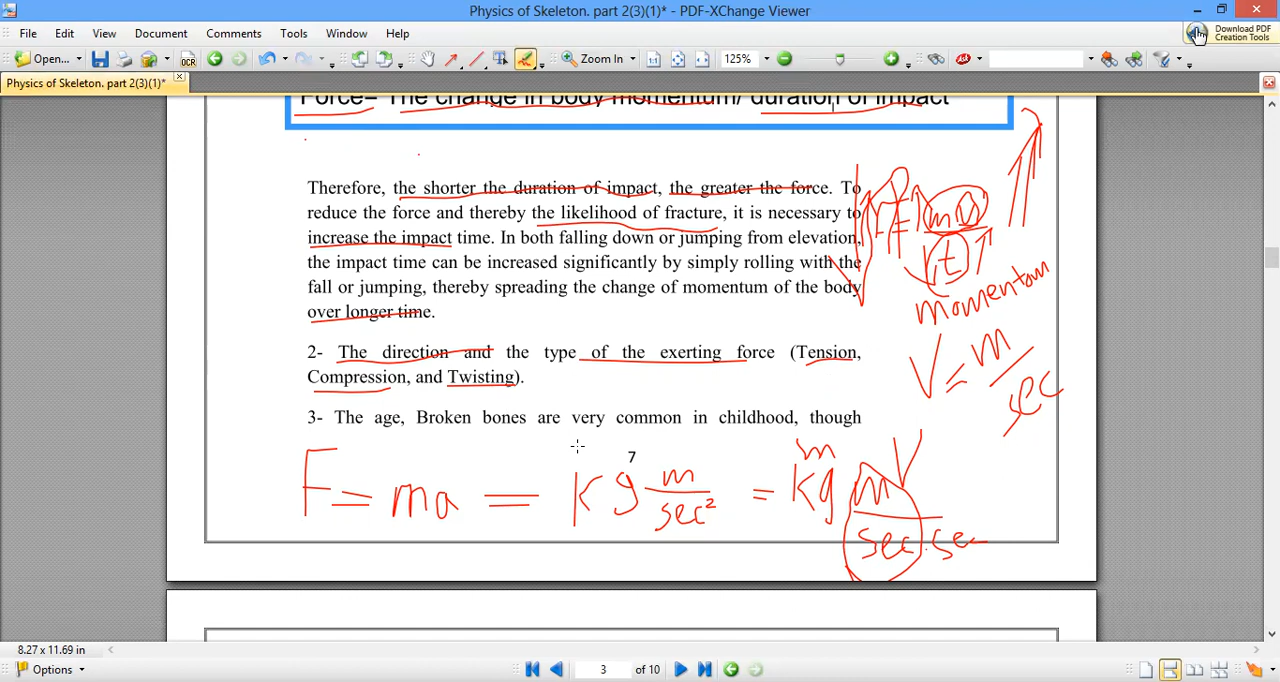 Physics of Skeleton. part 2(3)(1)* - PDF-XChange Viewer
File Edit View Document Comments Tools Window Help
Download PDF Creation Tools
Open... OCR Zoom In 125%
Physics of Skeleton. part 2(3)(1)*
Force= The change in body momentum/ duration of impact
Therefore, the shorter the duration of impact, the greater the force. To
reduce the force and thereby the likelihood of fracture, it is necessary to
increase the impact time. In both falling down or jumping from elevation,
the impact time can be increased significantly by simply rolling with the
fall or jumping, thereby spreading the change of momentum of the body
over longer time.
2- The direction and the type of the exerting force (Tension,
Compression, and Twisting).
3- The age, Broken bones are very common in childhood, though
7
momentom
V = m/sec
F = ma = Kg m/sec² = Kg m/sec.sec
m V
8.27 x 11.69 in
Options 3 of 10